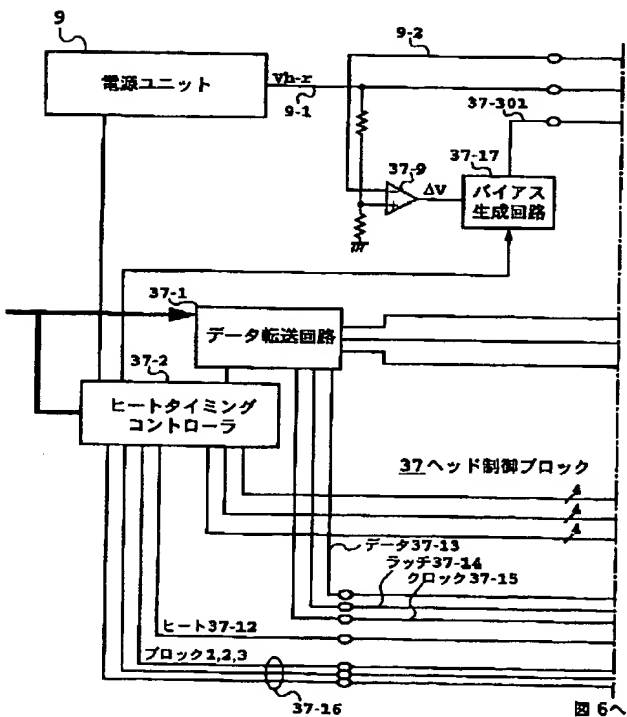 9
電源ユニット
Vh-r
9-1
9-2
37-301
37-17
37-9
ΔV
バイアス
生成回路
37-1
データ転送回路
37-2
ヒートタイミング
コントローラ
37ヘッド制御ブロック
4
4
4
データ37-13
ラッチ37-14
クロック37-15
ヒート37-12
ブロック1,2,3
37-16
図6へ